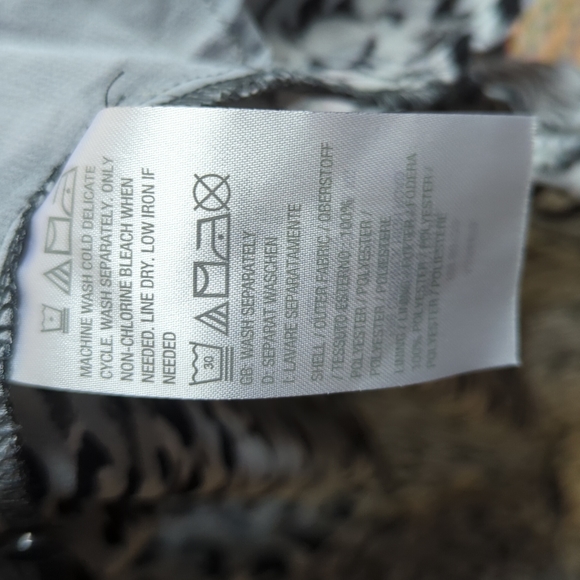 MACHINE WASH COLD DELICATE
CYCLE. WASH SEPARATELY. ONLY
NON-CHLORINE BLEACH WHEN
NEEDED. LINE DRY. LOW IRON IF
NEEDED
30
GB: WASH SEPARATELY
D: SEPARAT WASCHEN
I: LAVARE SEPARATAMENTE
SHELL / OUTER FABRIC / OBERSTOFF
/ TESSUTO ESTERNO: 100%
POLYESTER / POLYESTER /
POLYESTER / POLIESTERE
100% POLYESTER / POLYESTER /